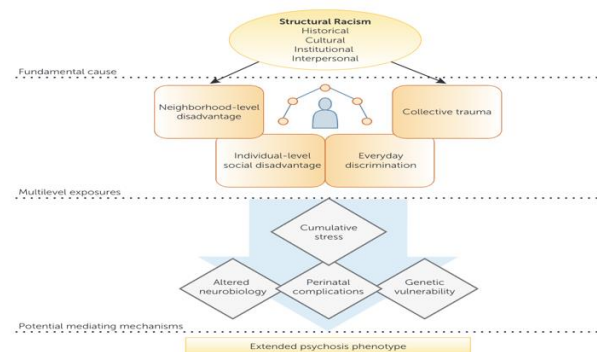 Structural Racism
Historical
Cultural
Institutional
Interpersonal
Fundamental cause
Neighborhood-level
disadvantage
Collective trauma
Individual-level
social disadvantage
Everyday
discrimination
Multilevel exposures
Cumulative
stress
Altered
neurobiology
Perinatal
complications
Genetic
vulnerability
Potential mediating mechanisms
Extended psychosis phenotype